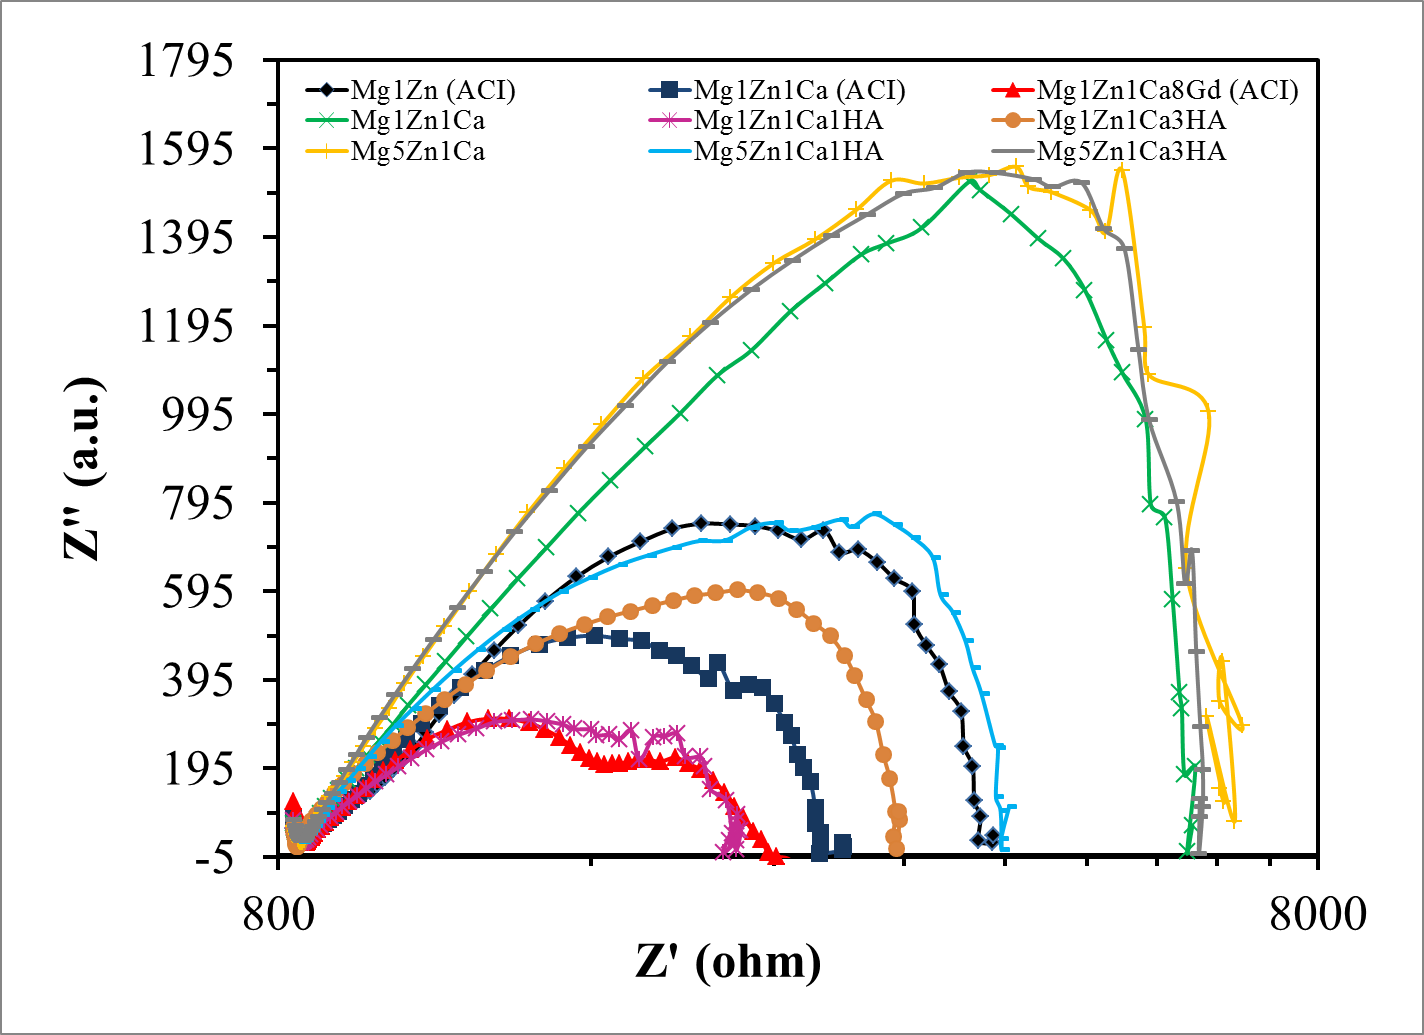 1795
1595
1395
1195
995
795
595
395
195
-5
Z" (a.u.)
Mg1Zn (ACI) Mg1Zn1Ca (ACI) Mg1Zn1Ca8Gd (ACI)
Mg1Zn1Ca Mg1Zn1Ca1HA Mg1Zn1Ca3HA
Mg5Zn1Ca Mg5Zn1Ca1HA Mg5Zn1Ca3HA
800 8000
Z' (ohm)